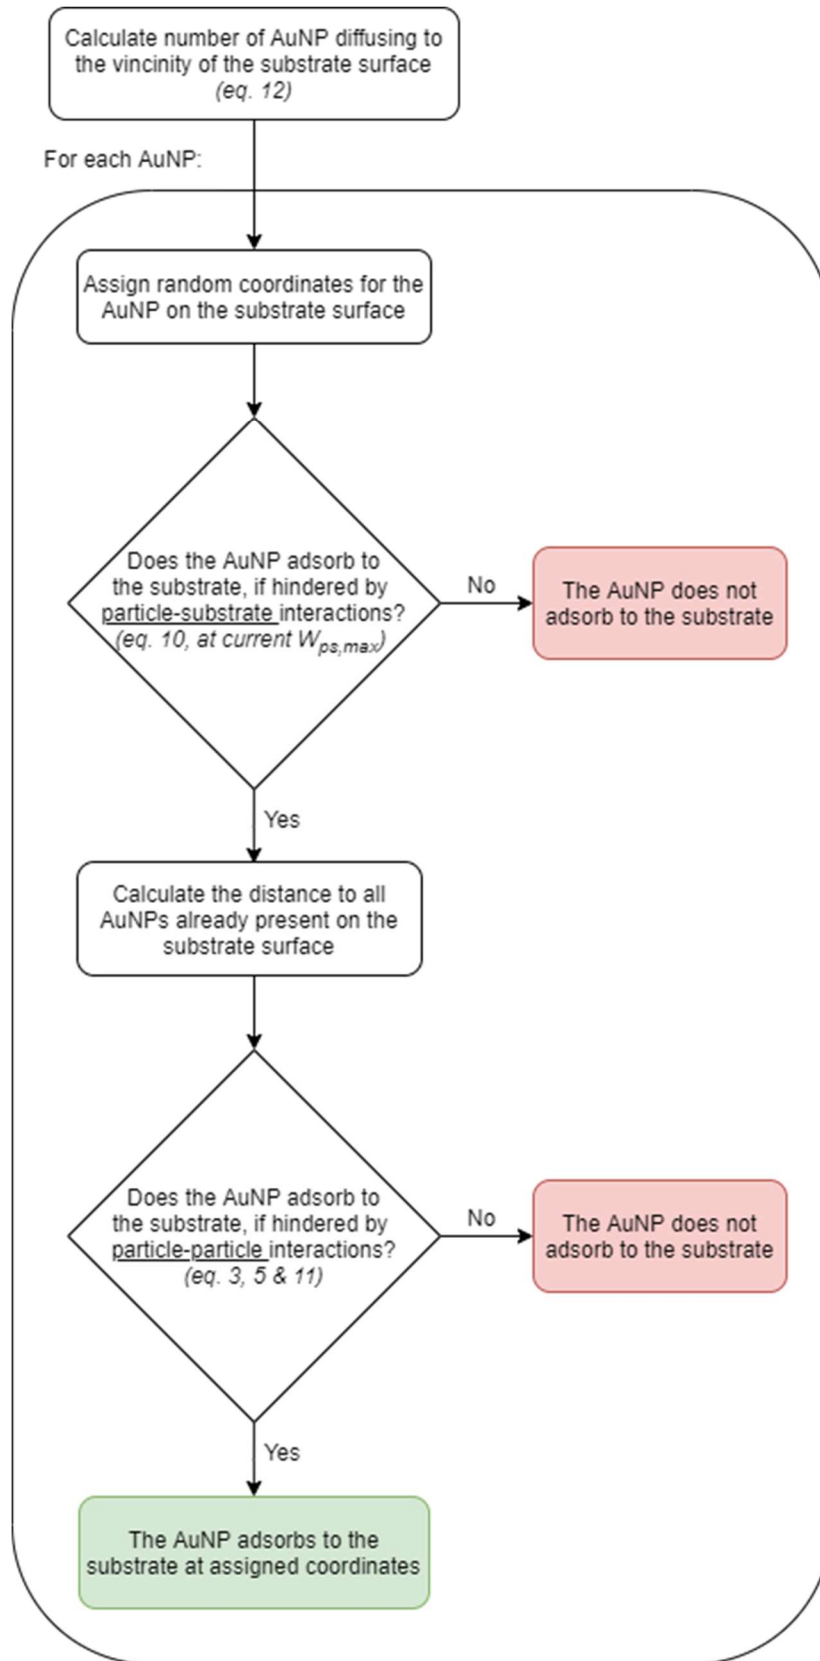 Calculate number of AuNP diffusing to
the vincinity of the substrate surface
(eq. 12)
For each AuNP:
Assign random coordinates for the
AuNP on the substrate surface
Does the AuNP adsorb to
the substrate, if hindered by
particle-substrate interactions?
(eq. 10, at current Wps,max)
No
The AuNP does not
adsorb to the substrate
Yes
Calculate the distance to all
AuNPs already present on the
substrate surface
Does the AuNP adsorb to
the substrate, if hindered by
particle-particle interactions?
(eq. 3, 5 & 11)
No
The AuNP does not
adsorb to the substrate
Yes
The AuNP adsorbs to the
substrate at assigned coordinates